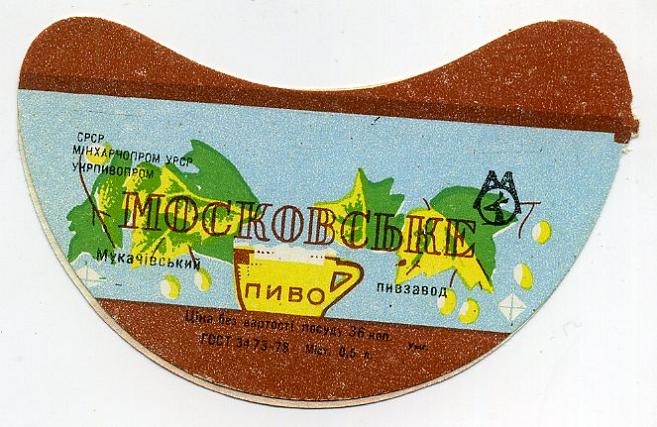 СРСР
МІНХАРЧОПРОМ УРСР
УКРПИВОПРОМ
МОСКОВСЬКЕ
Мукачівський
пивзавод
ПИВО
Ціна без вартості посуду 36 коп.
Ужг.
ГОСТ 3473-78 Міст. 0,5 л.